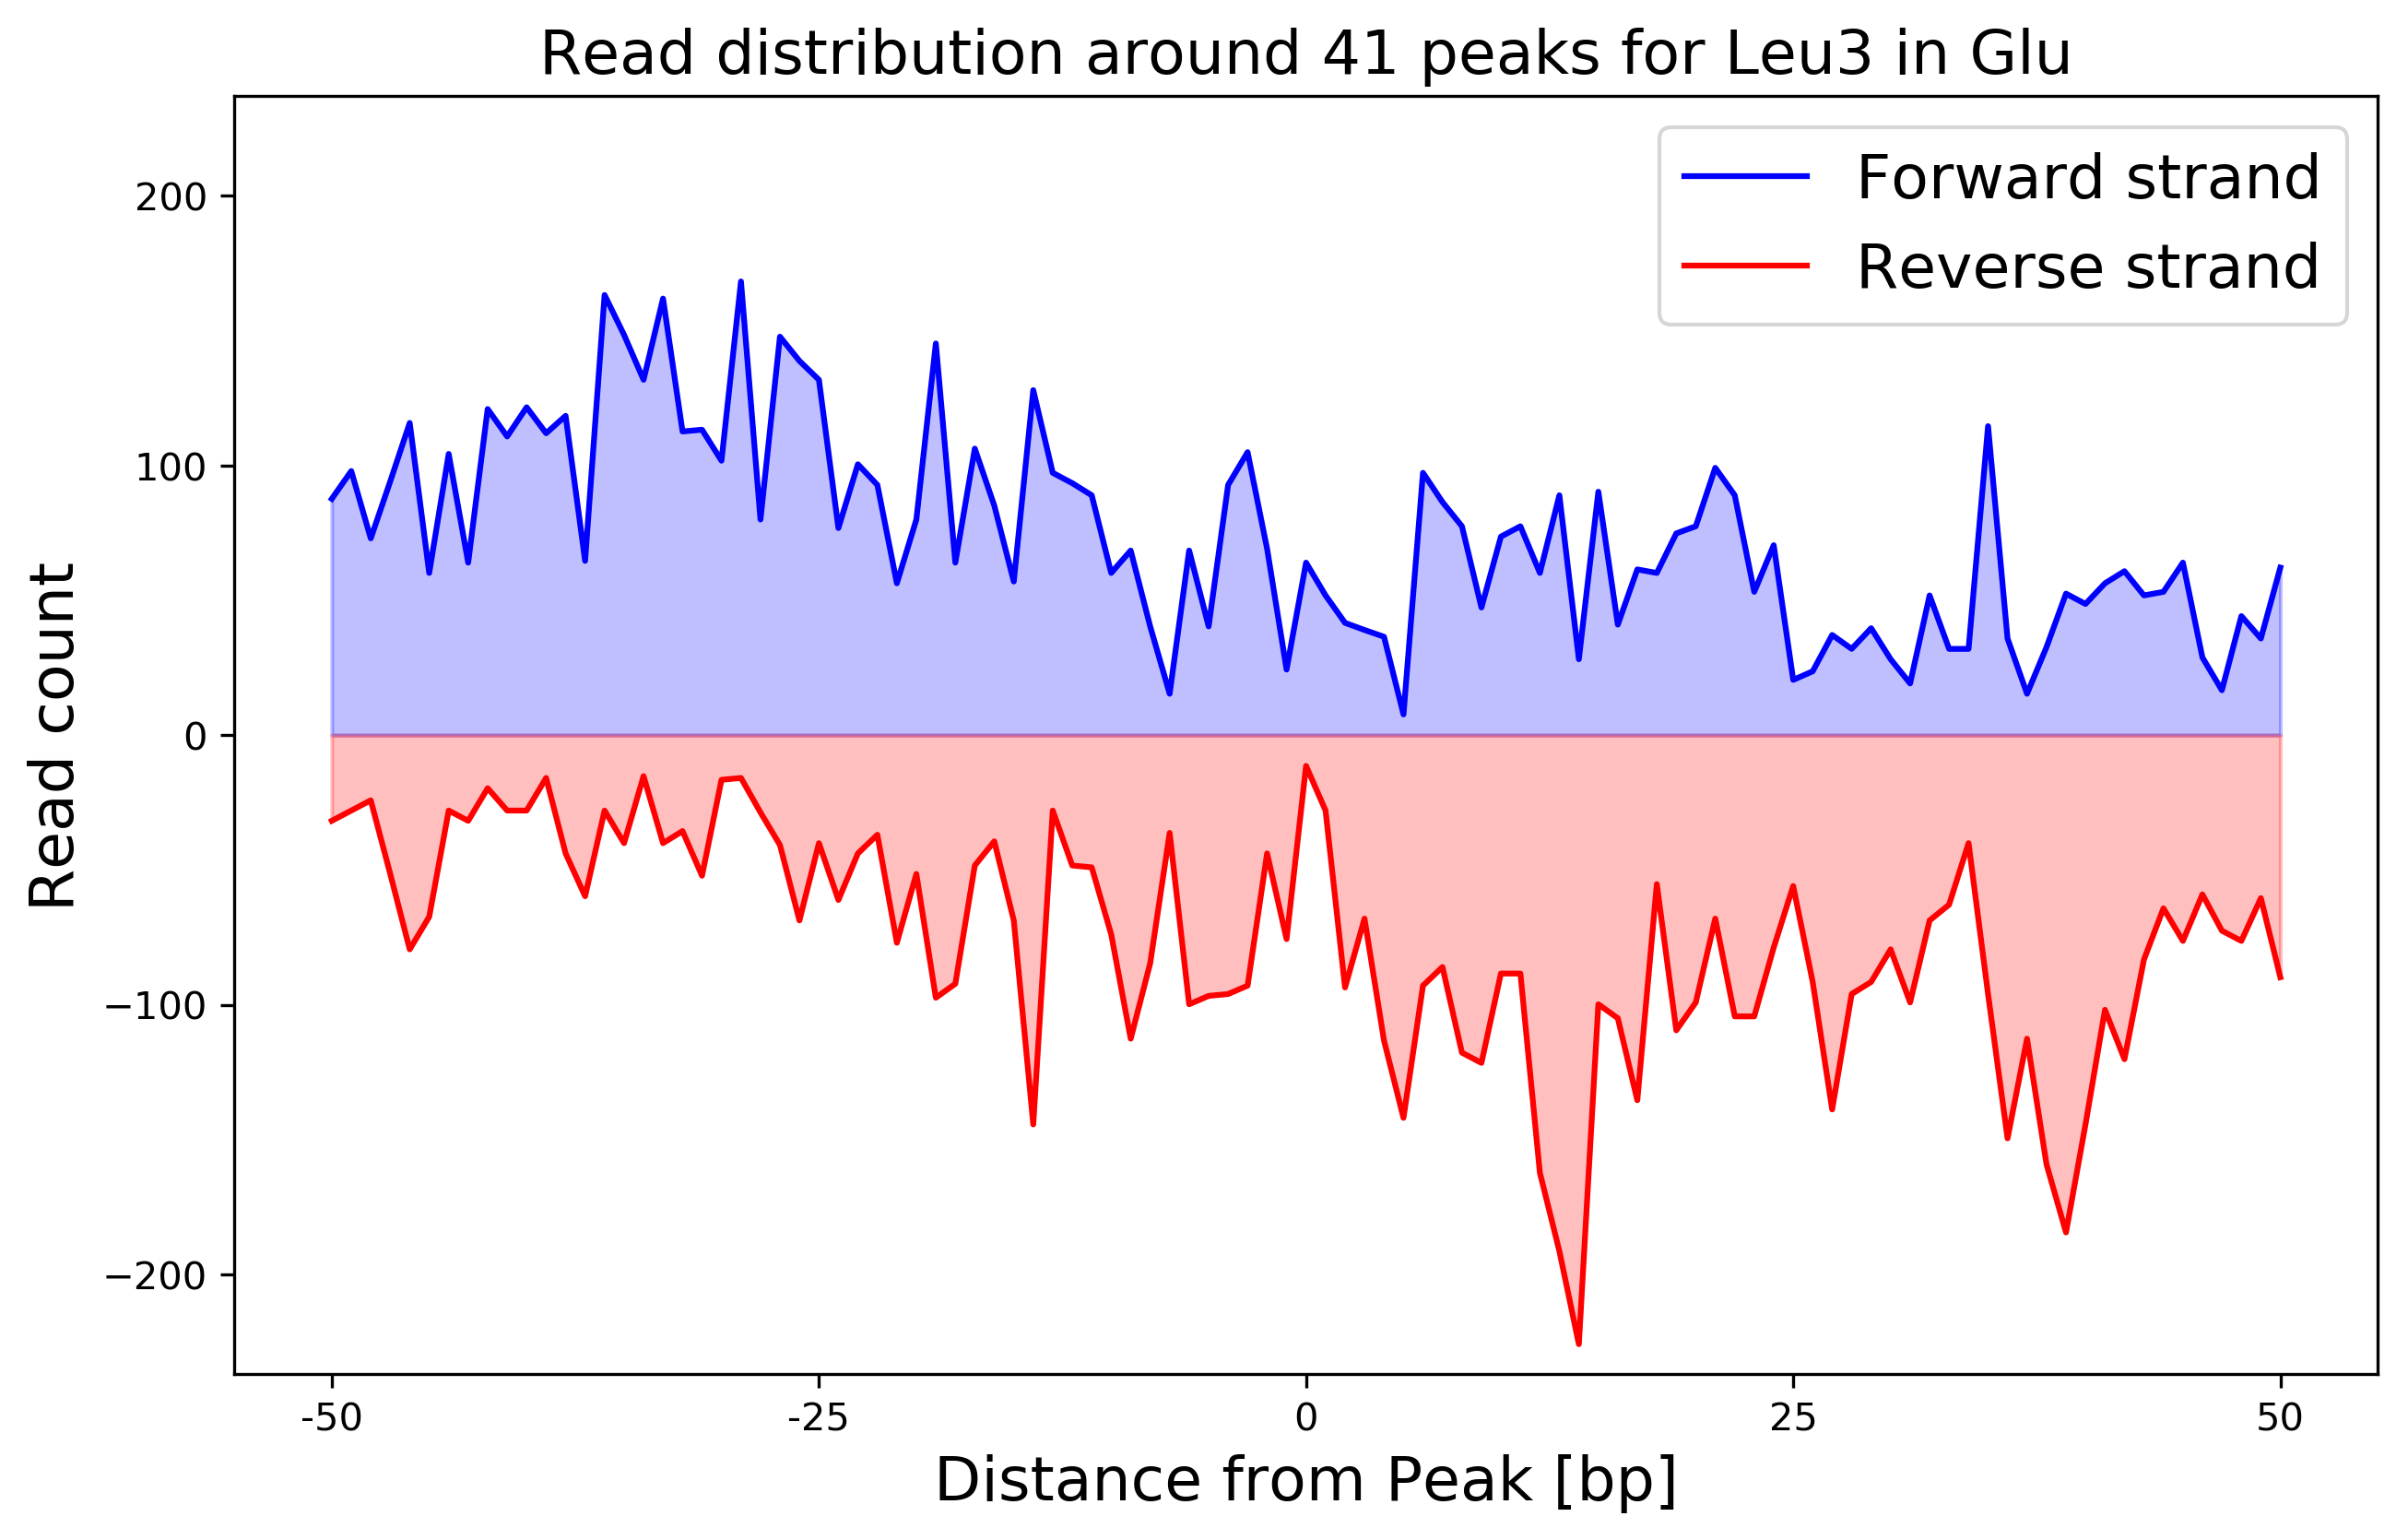 Read distribution around 41 peaks for Leu3 in Glu
Forward strand
Reverse strand
Read count
200
100
0
−100
−200
-50
-25
0
25
50
Distance from Peak [bp]